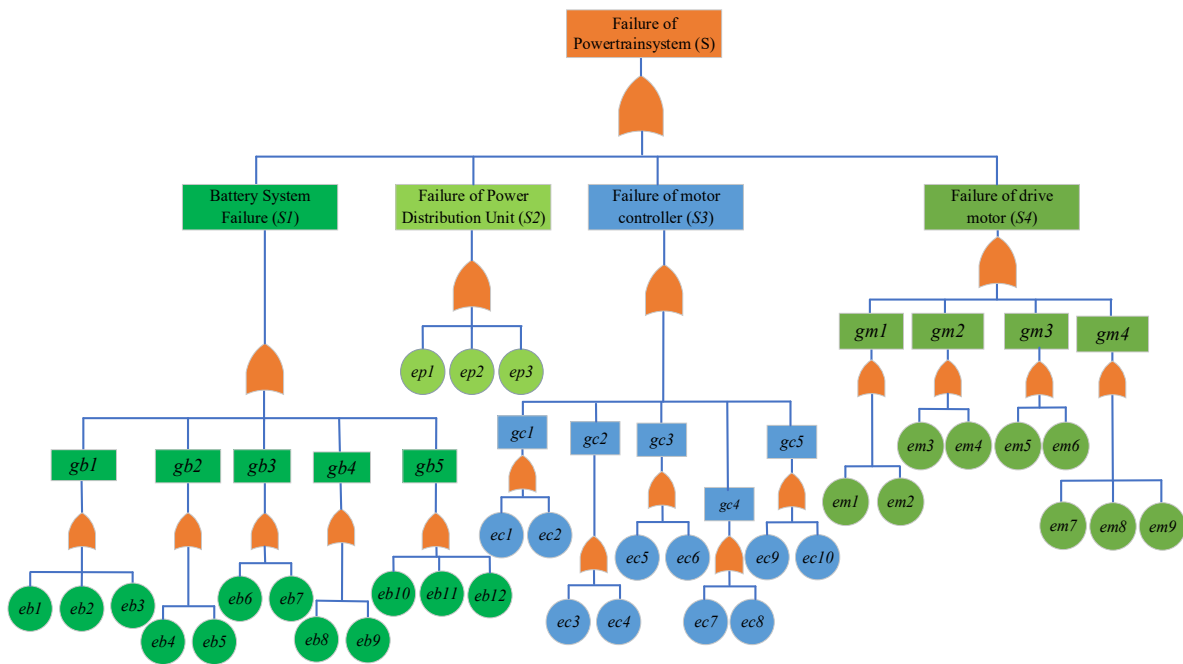 Failure of
Powertrainsystem (S)
Battery System
Failure (S1)
Failure of Power
Distribution Unit (S2)
Failure of motor
controller (S3)
Failure of drive
motor (S4)
gm1
gm2
gm3
gm4
ep1
ep2
ep3
gb1
gb2
gb3
gb4
gb5
gc1
gc2
gc3
gc4
gc5
em3
em4
em5
em6
em1
em2
em7
em8
em9
ec1
ec2
ec5
ec6
ec9
ec10
ec3
ec4
ec7
ec8
eb1
eb2
eb3
eb4
eb5
eb6
eb7
eb8
eb9
eb10
eb11
eb12